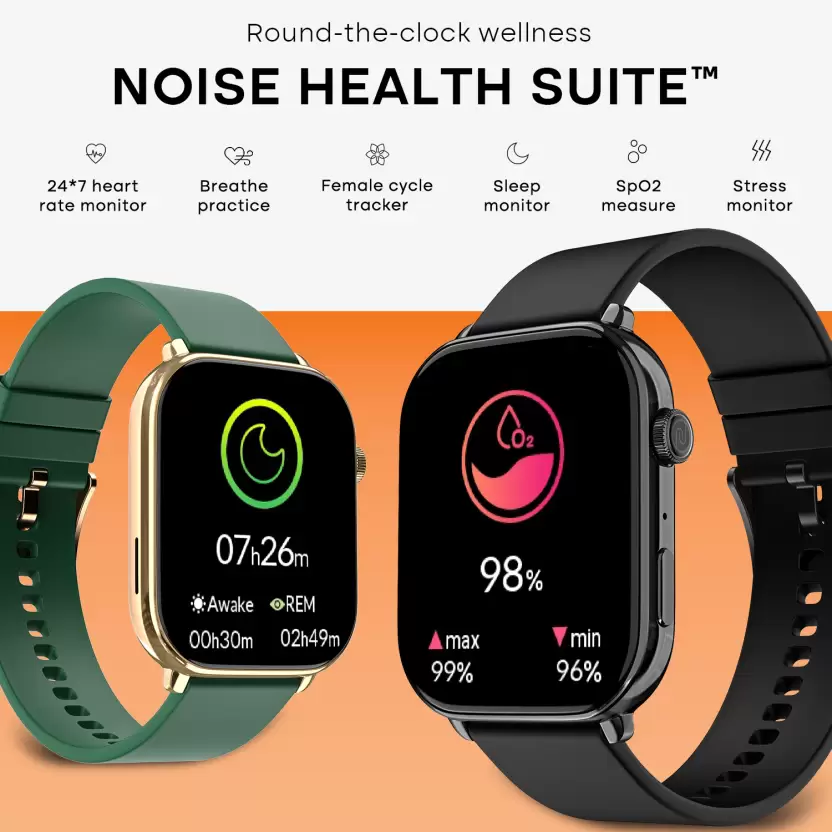 Round-the-clock wellness
NOISE HEALTH SUITE™
24*7 heart
rate monitor
Breathe
practice
Female cycle
tracker
Sleep
monitor
SpO2
measure
Stress
monitor
07h26m
Awake
REM
00h30m
02h49m
O2
98%
max
min
99%
96%